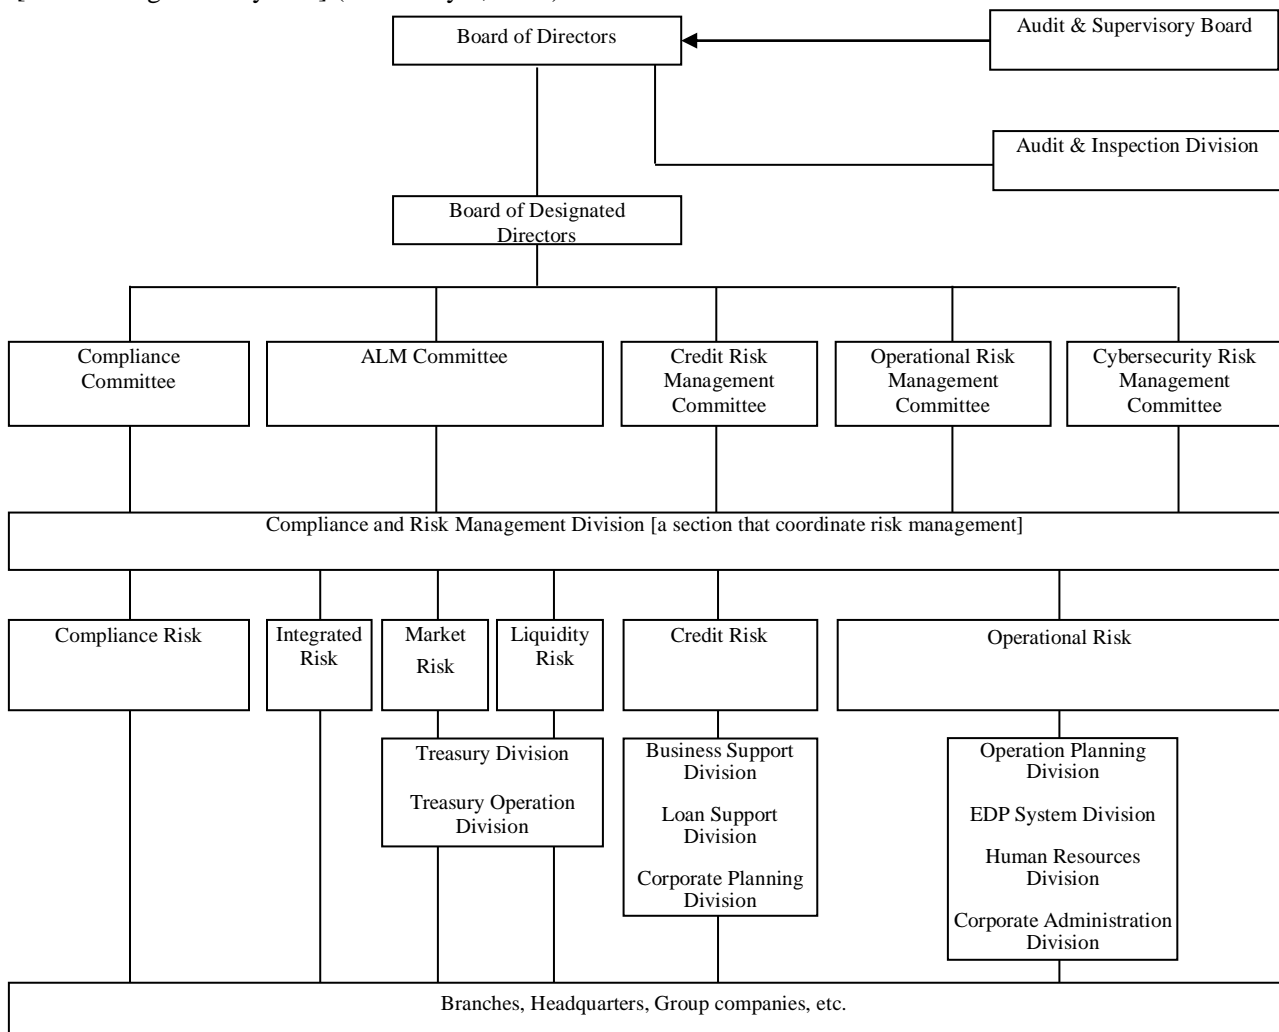 Board of Directors
Audit & Supervisory Board
Audit & Inspection Division
Board of Designated
Directors
Compliance
Committee
ALM Committee
Credit Risk
Management
Committee
Operational Risk
Management
Committee
Cybersecurity Risk
Management
Committee
Compliance and Risk Management Division [a section that coordinate risk management]
Compliance Risk
Integrated
Risk
Market
Risk
Liquidity
Risk
Credit Risk
Operational Risk
Treasury Division
Treasury Operation
Division
Business Support
Division
Loan Support
Division
Corporate Planning
Division
Operation Planning
Division
EDP System Division
Human Resources
Division
Corporate Administration
Division
Branches, Headquarters, Group companies, etc.